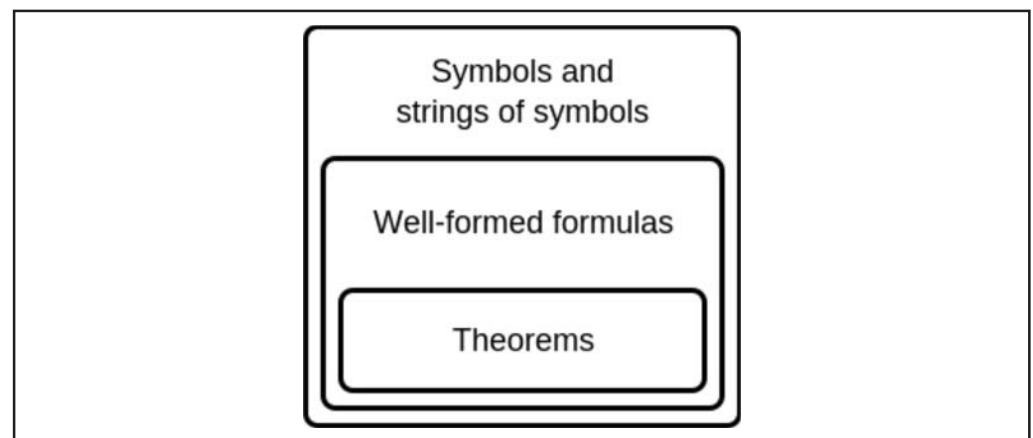 Symbols and
strings of symbols
Well-formed formulas
Theorems